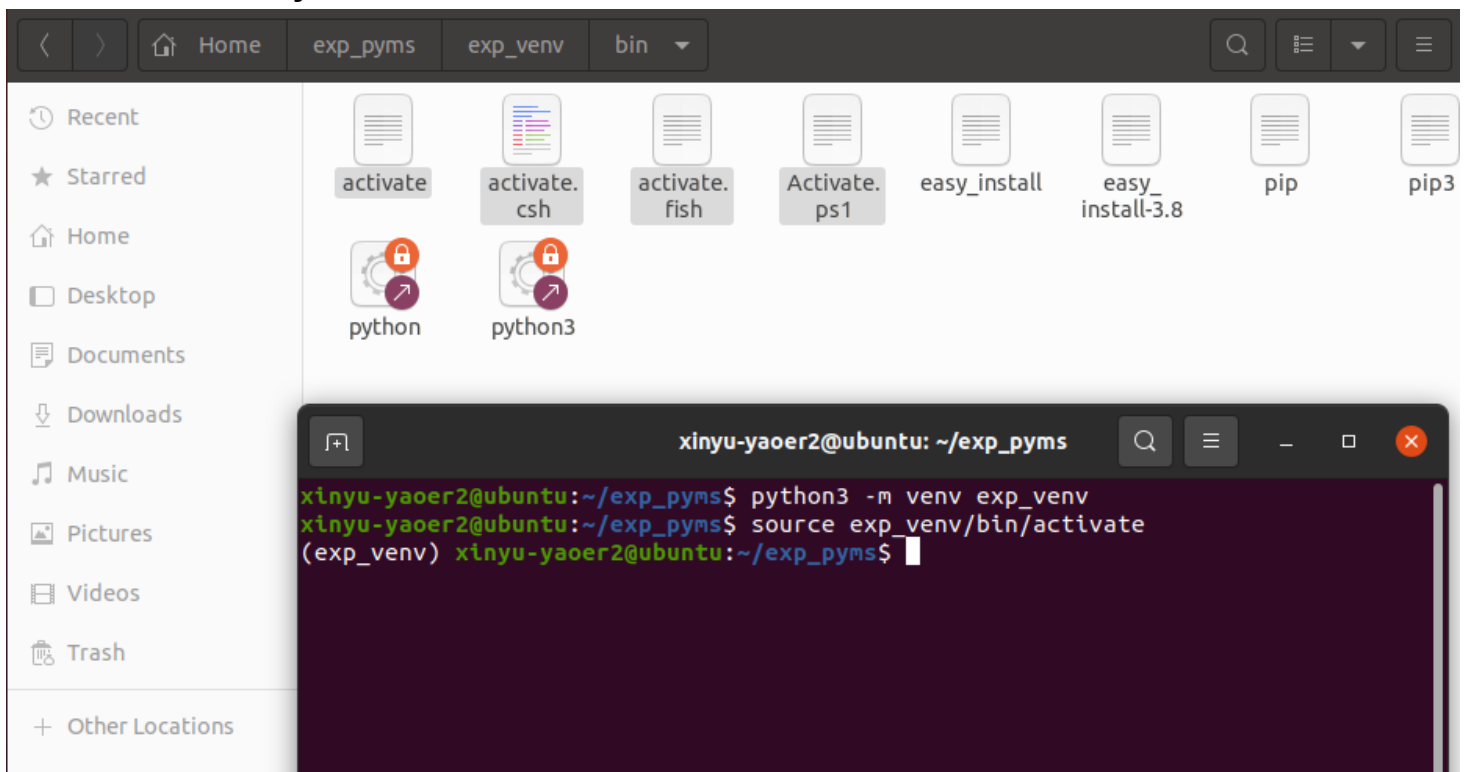 Home exp_pyms exp_venv bin
Recent
Starred
Home
Desktop
Documents
Downloads
Music
Pictures
Videos
Trash
+ Other Locations
activate activate. activate. Activate. easy_install easy_ pip pip3
csh fish ps1 install-3.8
python python3
xinyu-yaoer2@ubuntu: ~/exp_pyms
xinyu-yaoer2@ubuntu:~/exp_pyms$ python3 -m venv exp_venv
xinyu-yaoer2@ubuntu:~/exp_pyms$ source exp_venv/bin/activate
(exp_venv) xinyu-yaoer2@ubuntu:~/exp_pyms$